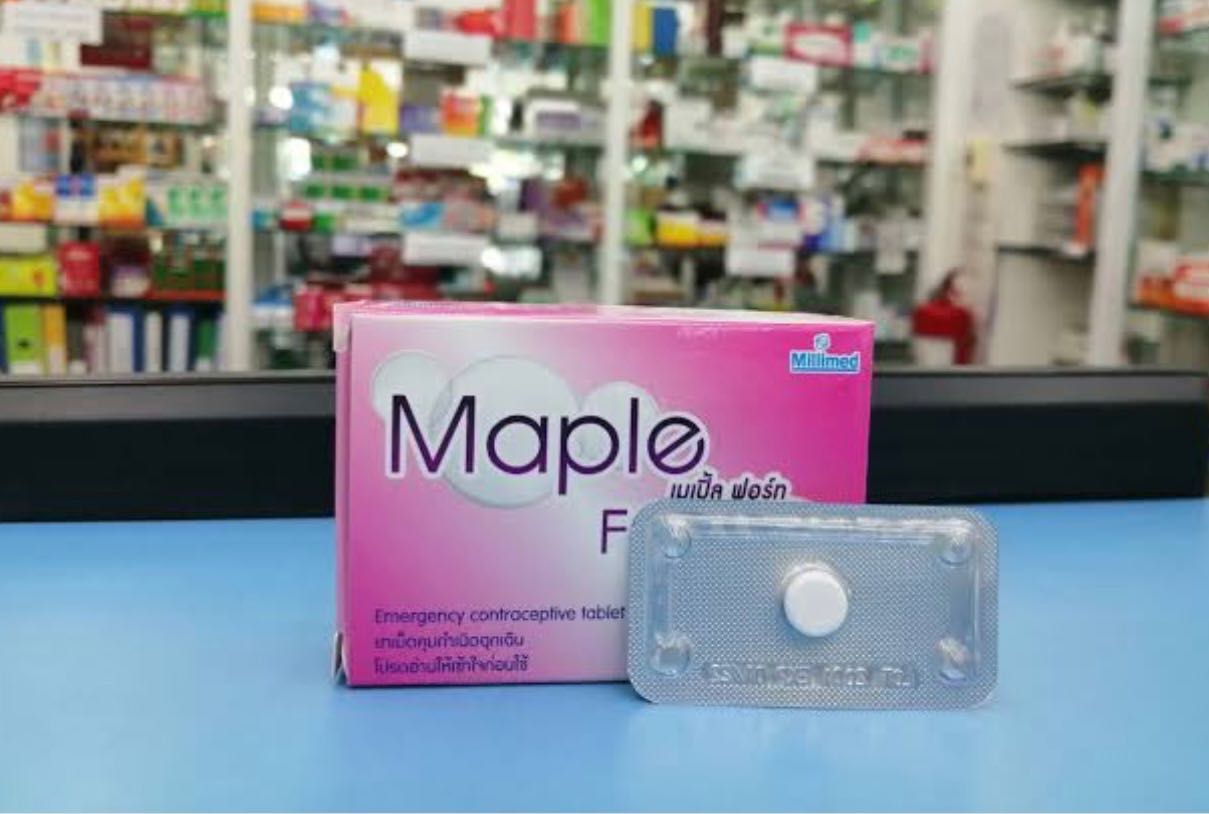 Millimed
Maple
เมเปิ้ล ฟอร์ท
F
Emergency contraceptive tablet
ยาเม็ดคุมกำเนิดฉุกเฉิน
โปรดอ่านให้เข้าใจก่อนใช้